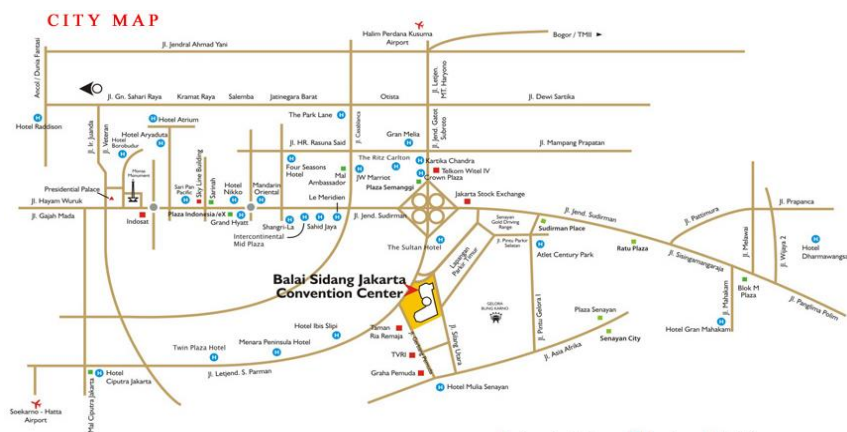 CITY MAP
Halim Perdana Kusuma
Airport
Bogor / TMII
Jl. Jendral Ahmad Yani
Ancol / Dunia Fantasi
Jl. Letjen.
MT. Haryono
Jl. Gn. Sahari Raya
Kramat Raya
Salemba
Jatinegara Barat
Otista
Jl. Dewi Sartika
Hotel Raddison
Jl. Ir. Juanda
Jl. Veteran
Hotel Atrium
Hotel Aryaduta
Hotel
Borobudur
The Park Lane
Jl. Casablanca
Gran Melia
Jl. Jend. Gatot
Subroto
Jl. HR. Rasuna Said
Jl. Mampang Prapatan
Four Seasons
Hotel
Mal
Ambassador
The Ritz Carlton
JW Marriot
Kartika Chandra
Telkom Wisel IV
Crown Plaza
Plaza Semanggi
Jakarta Stock Exchange
Presidential Palace
Monas
Monument
Sari Pan
Pacific
Sky Line Building
Sarinah
Hotel
Nikko
Mandarin
Oriental
Le Meridien
Jl. Hayam Wuruk
Jl. Gajah Mada
Indosat
Plaza Indonesia/eX
Grand Hyatt
Shangri-La
Sahid Jaya
Intercontinental
Mid Plaza
Jl. Jend. Sudirman
Senayan
Gold Driving
Range
Jl. Jend. Sudirman
Sudirman Place
Jl. Pattimura
Jl. Prapanca
The Sultan Hotel
Lapangan
Parkir Timur
Jl. Pintu Parkir
Selatan
Atlet Century Park
Ratu Plaza
Jl. Sisingamangaraja
Jl. Melawai
Jl. Wijaya 2
Hotel
Dharmawangsa
Balai Sidang Jakarta
Convention Center
GELORA
BUNG KARNO
Jl. Pintu Gelora I
Plaza Senayan
Senayan City
Jl. Mahakam
Blok M
Plaza
Jl. Panglima Polim
Hotel Gran Mahakam
Hotel Ibis Slipi
Menara Peninsula Hotel
Twin Plaza Hotel
Taman
Ria Remaja
TVRI
Graha Pemuda
Jl. Gerbang Pemuda
Jl. Silang Utara
Jl. Asia Afrika
Jl. Letjend. S. Parman
Hotel
Ciputra Jakarta
Mal Ciputra Jakarta
Hotel Mulia Senayan
Soekarno - Hatta
Airport